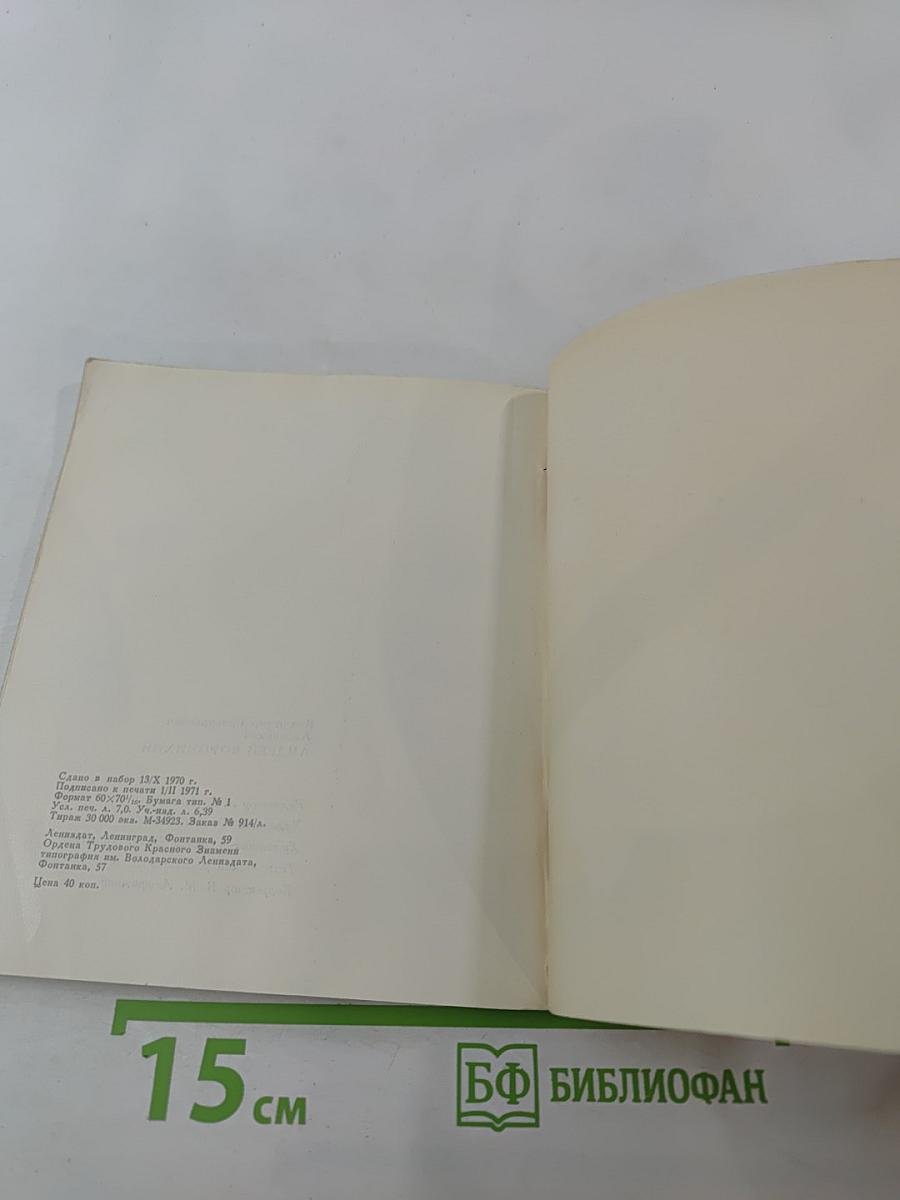 Сдано в набор 13/X 1970 г.
Подписано к печати 1/II 1971 г.
Формат 60×70¹/₁₆. Бумага тип. № 1
Усл. печ. л. 7,0. Уч.-изд. л. 6,39
Тираж 30 000 экз. М-34923. Заказ № 914/л.
Лениздат, Ленинград, Фонтанка, 59
Ордена Трудового Красного Знамени
типография им. Володарского Лениздата,
Фонтанка, 57
Цена 40 коп.
15 см
БФ БИБЛИОФАН